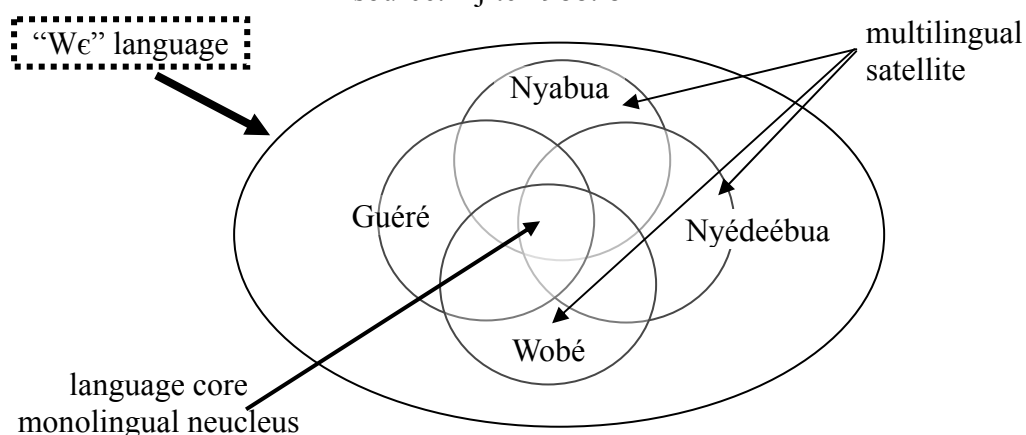 “Wɛ” language
multilingual
satellite
Nyabua
Guéré
Nyédeébua
Wobé
language core
monolingual neucleus